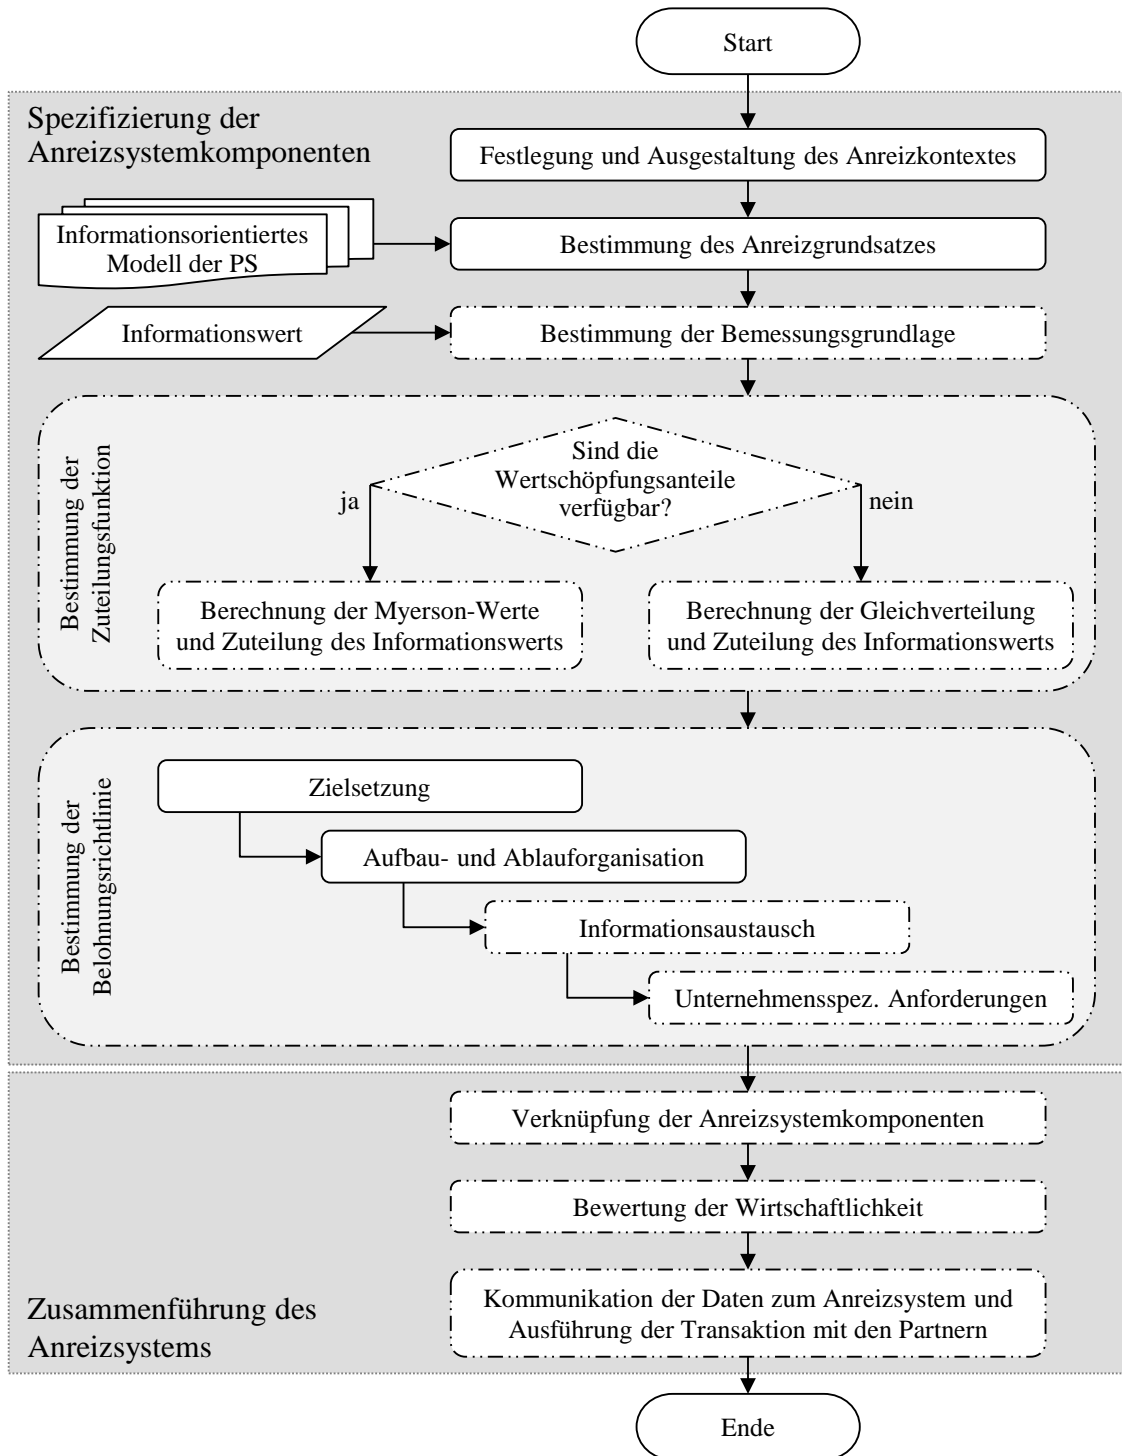 Start
Spezifizierung der
Anreizsystemkomponenten
Festlegung und Ausgestaltung des Anreizkontextes
Informationsorientiertes
Modell der PS
Bestimmung des Anreizgrundsatzes
Informationswert
Bestimmung der Bemessungsgrundlage
Bestimmung der
Zuteilungsfunktion
Sind die
Wertschöpfungsanteile
verfügbar?
ja
nein
Berechnung der Myerson-Werte
und Zuteilung des Informationswerts
Berechnung der Gleichverteilung
und Zuteilung des Informationswerts
Bestimmung der
Belohnungsrichtlinie
Zielsetzung
Aufbau- und Ablauforganisation
Informationsaustausch
Unternehmensspez. Anforderungen
Verknüpfung der Anreizsystemkomponenten
Bewertung der Wirtschaftlichkeit
Kommunikation der Daten zum Anreizsystem und
Ausführung der Transaktion mit den Partnern
Zusammenführung des
Anreizsystems
Ende